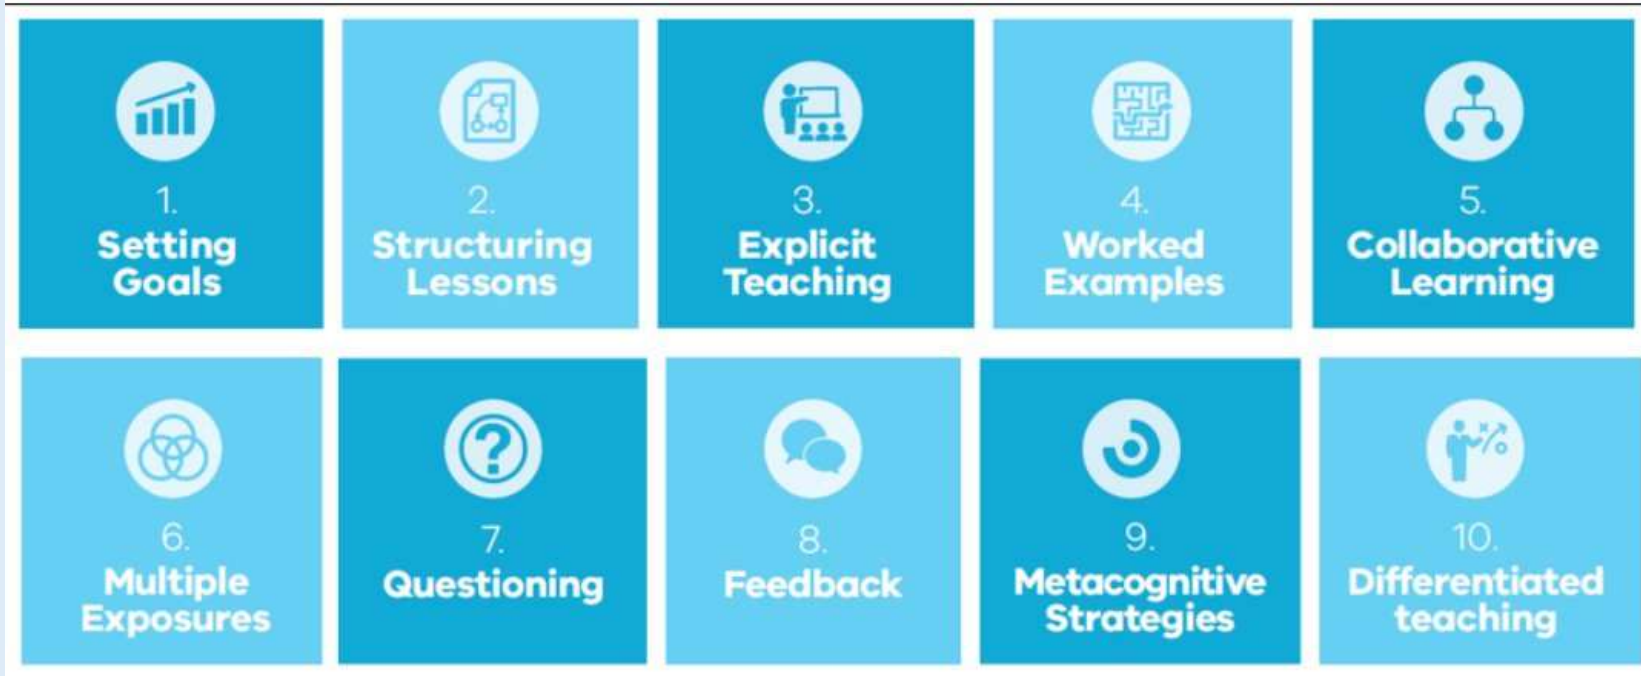 1.
Setting
Goals
2.
Structuring
Lessons
3.
Explicit
Teaching
4.
Worked
Examples
5.
Collaborative
Learning
6.
Multiple
Exposures
7.
Questioning
8.
Feedback
9.
Metacognitive
Strategies
10.
Differentiated
teaching